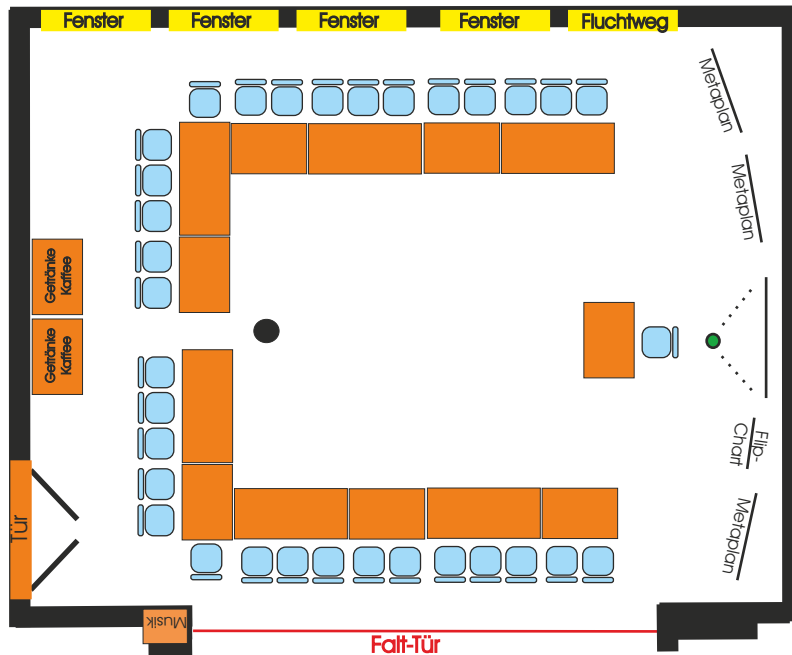 Fenster
Fenster
Fenster
Fenster
Fluchtweg
Metaplan
Metaplan
Getränke
Kaffee
Getränke
Kaffee
Flip-
Chart
Metaplan
Tür
Musik
Falt-Tür